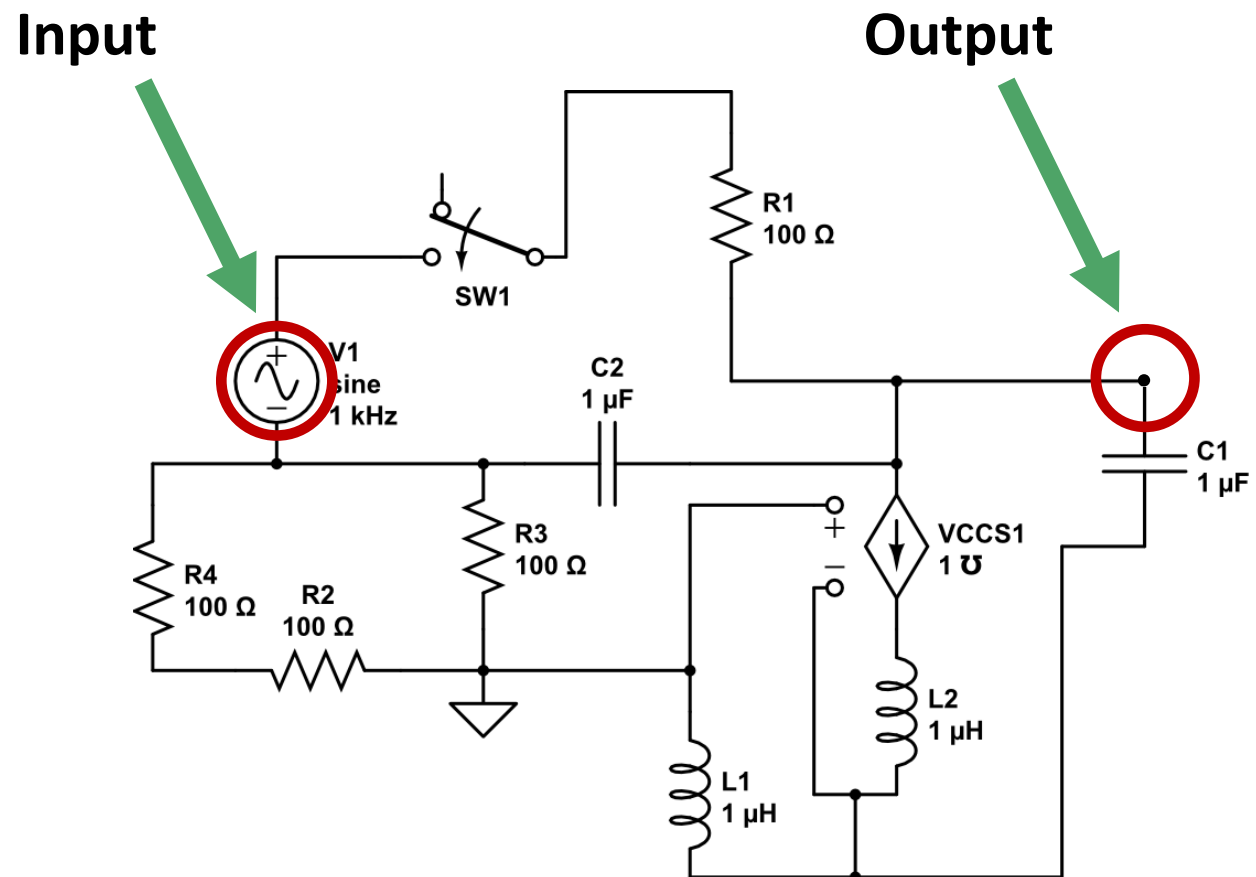 Input
Output
R1
100 Ω
SW1
V1
sine
1 kHz
C2
1 µF
C1
1 µF
R3
100 Ω
VCCS1
1 ℧
R4
100 Ω
R2
100 Ω
L2
1 µH
L1
1 µH